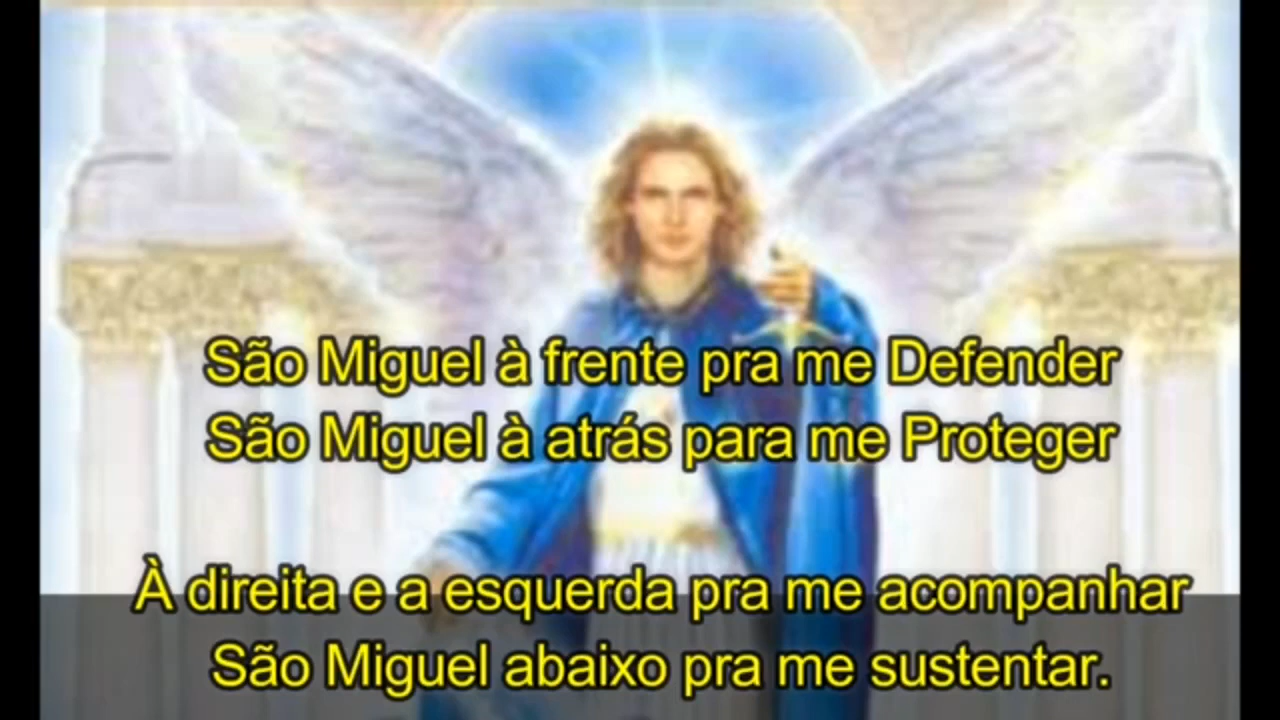 São Miguel à frente pra me Defender
São Miguel à atrás para me Proteger
À direita e a esquerda pra me acompanhar
São Miguel abaixo pra me sustentar.